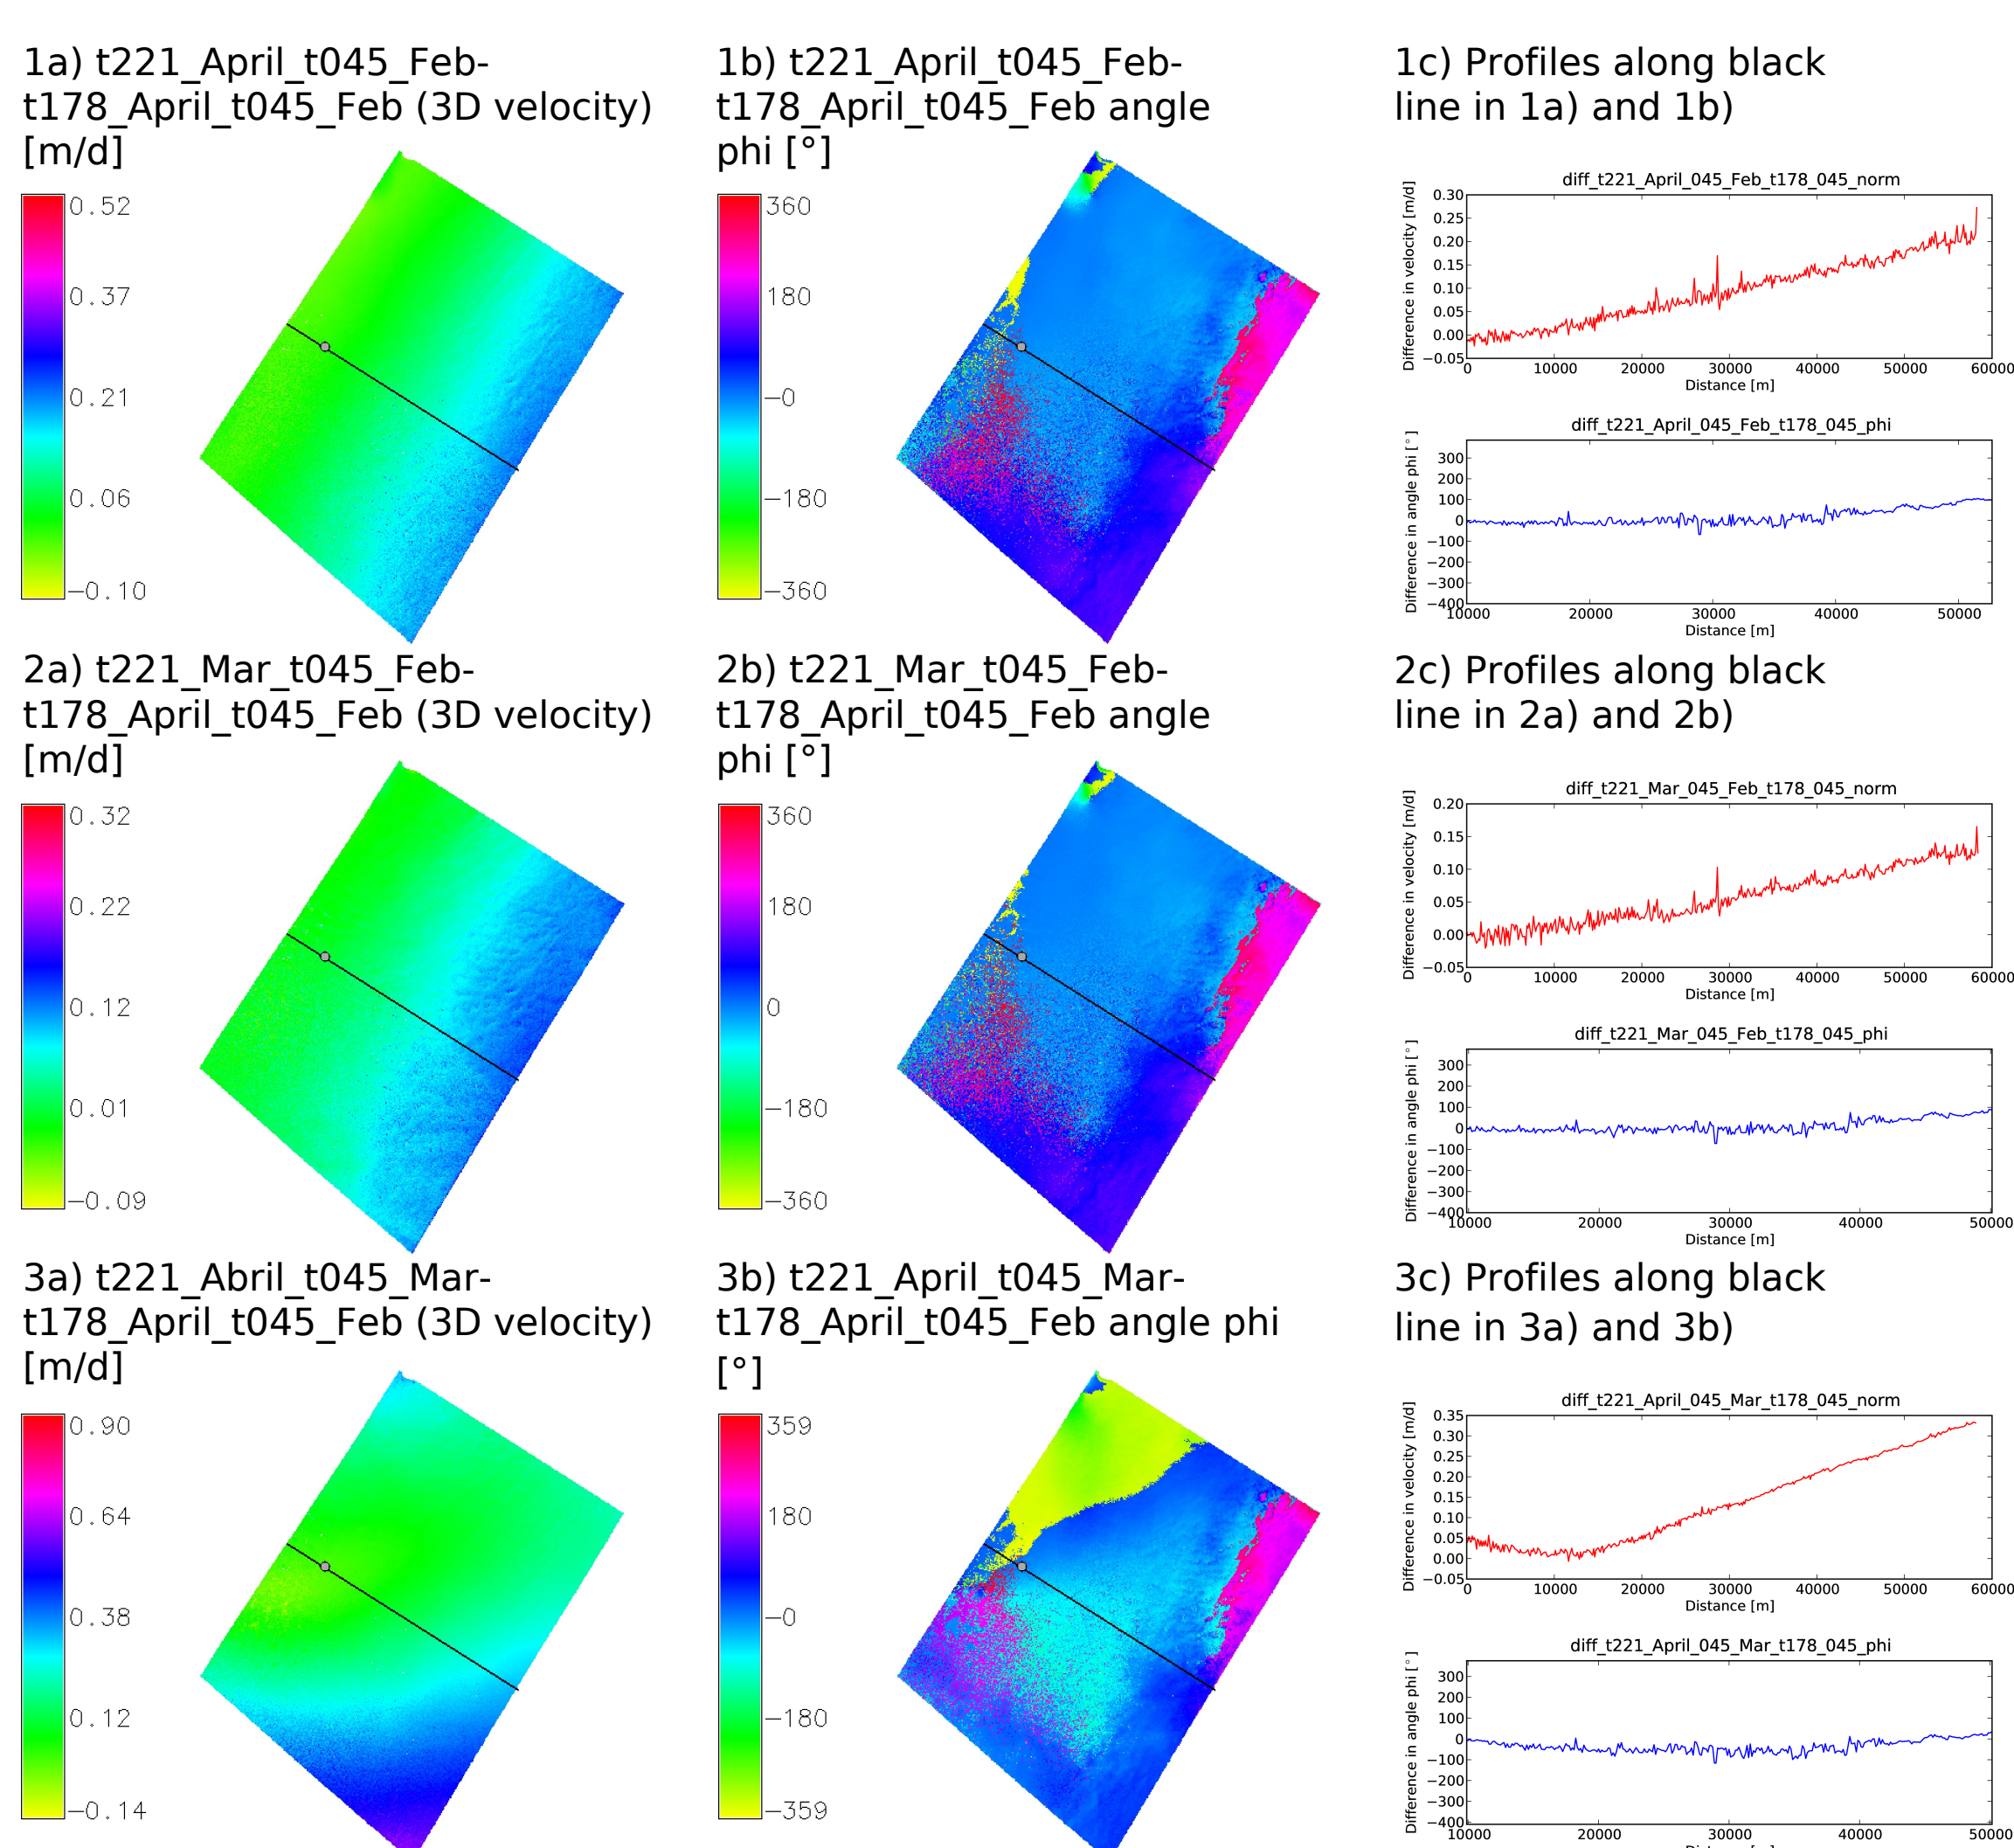 1a) t221_April_t045_Feb-
t178_April_t045_Feb (3D velocity)
[m/d]
0.52
0.37
0.21
0.06
−0.10
1b) t221_April_t045_Feb-
t178_April_t045_Feb angle
phi [°]
360
180
−0
−180
−360
1c) Profiles along black
line in 1a) and 1b)
diff_t221_April_045_Feb_t178_045_norm
Difference in velocity [m/d]
0.30
0.25
0.20
0.15
0.10
0.05
0.00
−0.05
0 10000 20000 30000 40000 50000 60000
Distance [m]
diff_t221_April_045_Feb_t178_045_phi
Difference in angle phi [°]
300
200
100
0
−100
−200
−300
−400
10000 20000 30000 40000 50000
Distance [m]
2a) t221_Mar_t045_Feb-
t178_April_t045_Feb (3D velocity)
[m/d]
0.32
0.22
0.12
0.01
−0.09
2b) t221_Mar_t045_Feb-
t178_April_t045_Feb angle
phi [°]
360
180
0
−180
−360
2c) Profiles along black
line in 2a) and 2b)
diff_t221_Mar_045_Feb_t178_045_norm
Difference in velocity [m/d]
0.20
0.15
0.10
0.05
0.00
−0.05
0 10000 20000 30000 40000 50000 60000
Distance [m]
diff_t221_Mar_045_Feb_t178_045_phi
Difference in angle phi [°]
300
200
100
0
−100
−200
−300
−400
10000 20000 30000 40000 50000
Distance [m]
3a) t221_Abril_t045_Mar-
t178_April_t045_Feb (3D velocity)
[m/d]
0.90
0.64
0.38
0.12
−0.14
3b) t221_April_t045_Mar-
t178_April_t045_Feb angle phi
[°]
359
180
−0
−180
−359
3c) Profiles along black
line in 3a) and 3b)
diff_t221_April_045_Mar_t178_045_norm
Difference in velocity [m/d]
0.35
0.30
0.25
0.20
0.15
0.10
0.05
0.00
−0.05
0 10000 20000 30000 40000 50000 60000
Distance [m]
diff_t221_April_045_Mar_t178_045_phi
Difference in angle phi [°]
300
200
100
0
−100
−200
−300
−400
10000 20000 30000 40000 50000